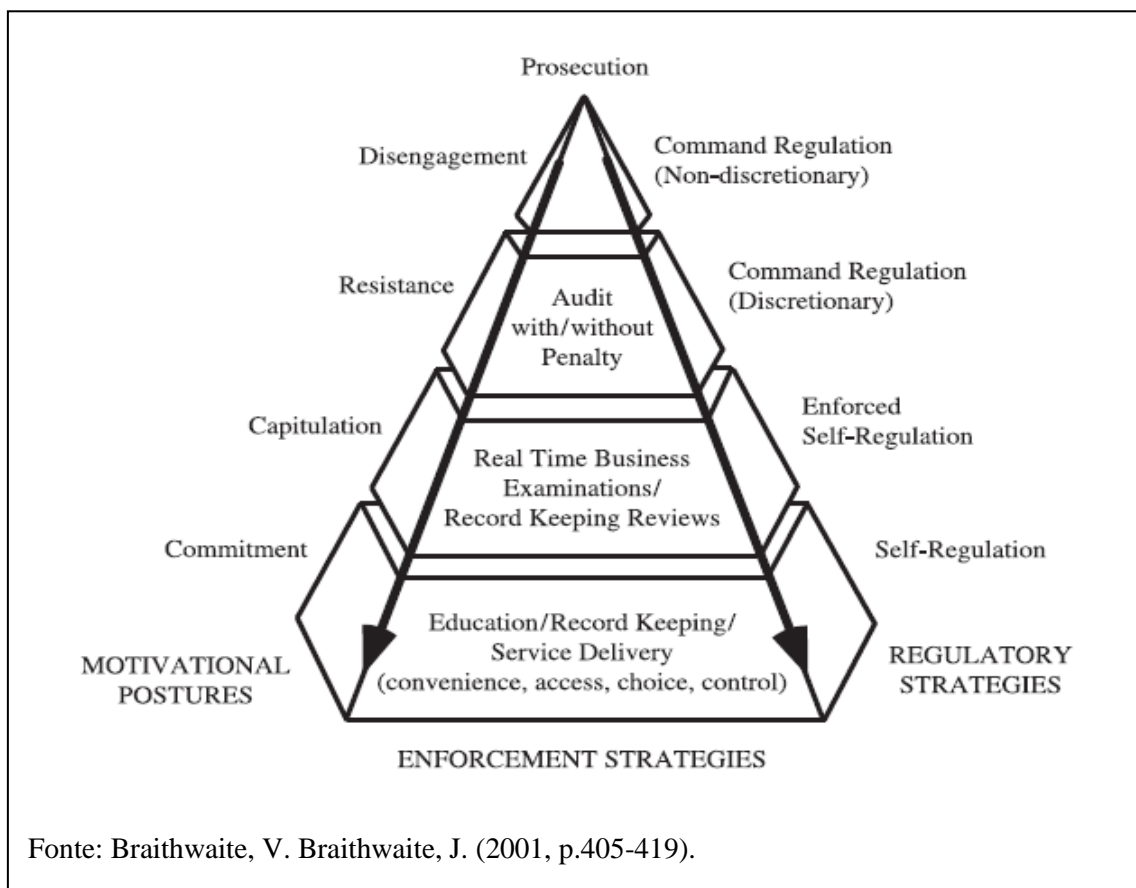 Prosecution
Disengagement
Command Regulation
(Non-discretionary)
Resistance
Command Regulation
(Discretionary)
Audit
with/without
Penalty
Capitulation
Enforced
Self-Regulation
Real Time Business
Examinations/
Record Keeping Reviews
Commitment
Self-Regulation
Education/Record Keeping/
Service Delivery
(convenience, access, choice, control)
MOTIVATIONAL
POSTURES
REGULATORY
STRATEGIES
ENFORCEMENT STRATEGIES
Fonte: Braithwaite, V. Braithwaite, J. (2001, p.405-419).